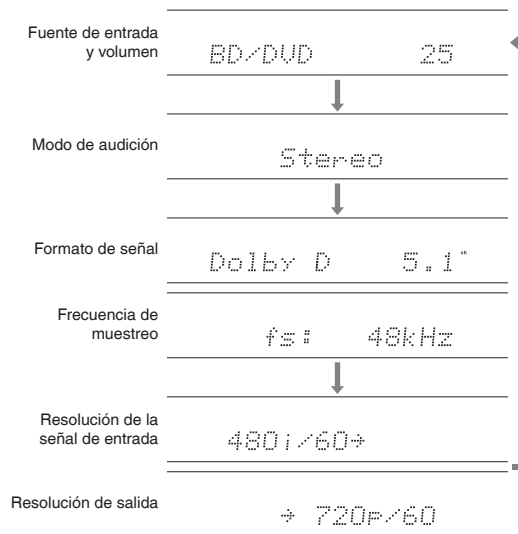 Fuente de entrada
y volumen
BD/DVD 25
Modo de audición
Stereo
Formato de señal
Dolby D 5.1
Frecuencia de
muestreo
fs: 48kHz
Resolución de la
señal de entrada
480i/60→
Resolución de salida
→ 720p/60